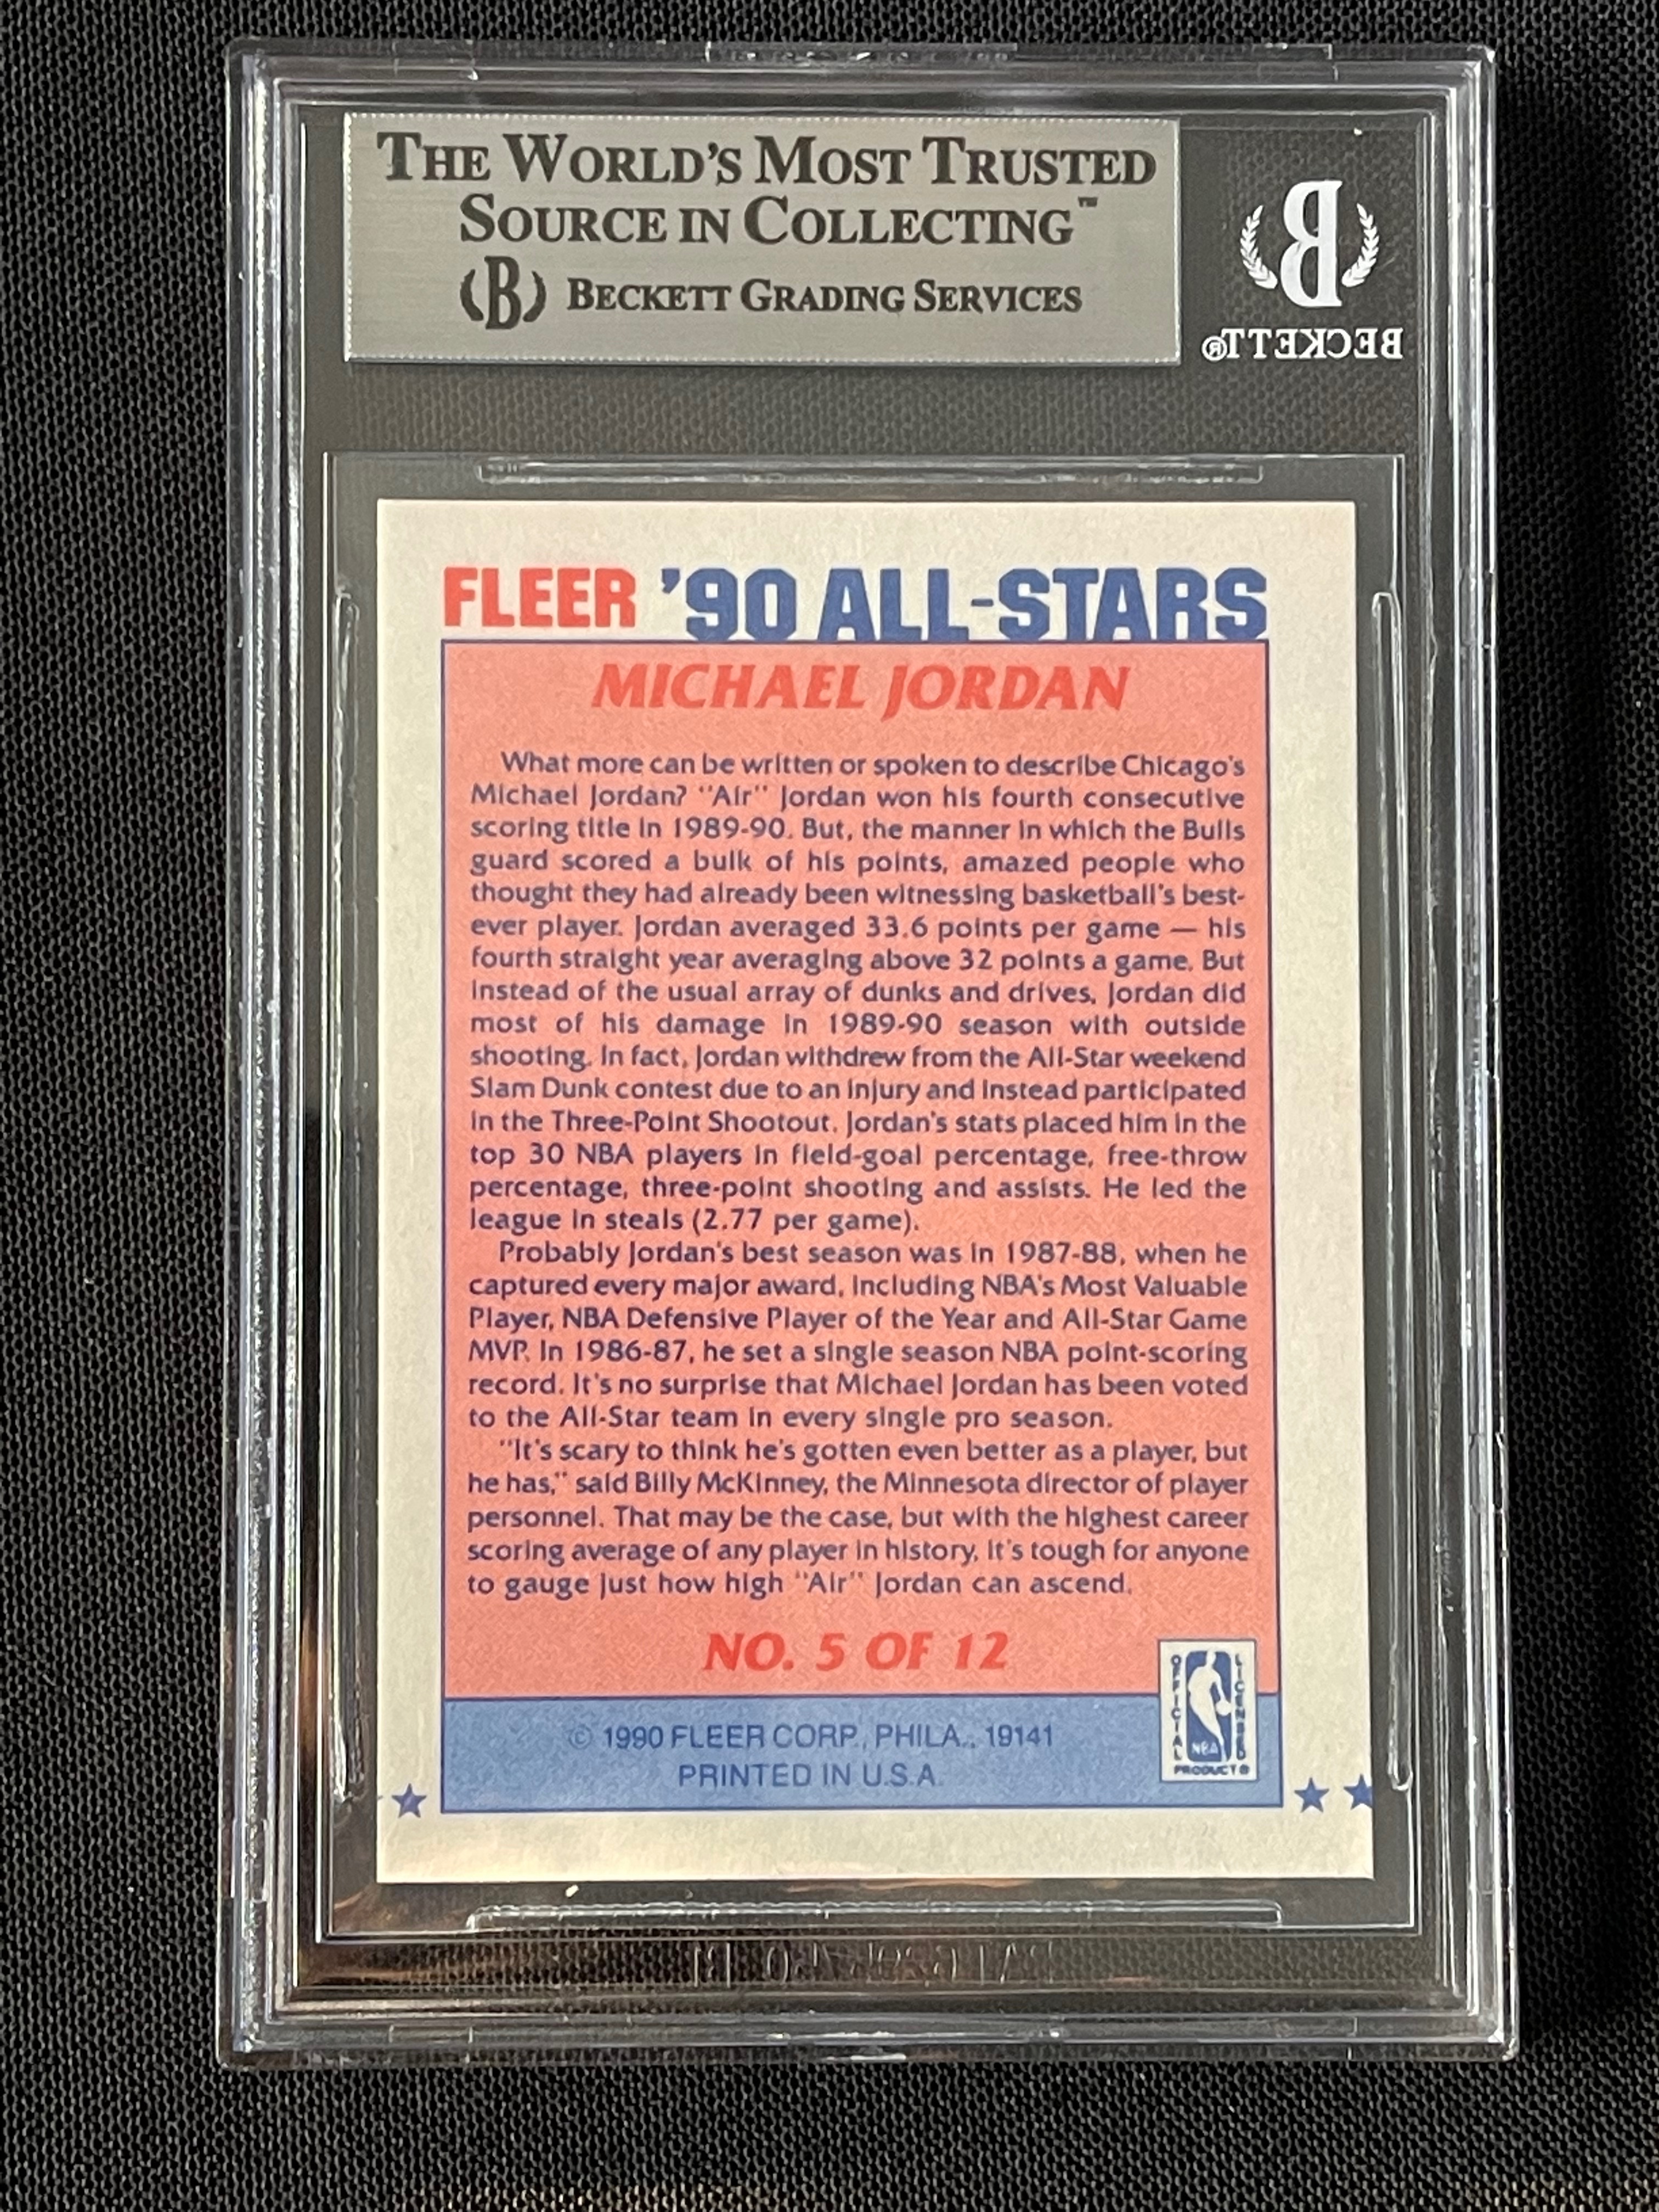 THE WORLD'S MOST TRUSTED
SOURCE IN COLLECTING™
B BECKETT GRADING SERVICES
B
BECKETT®
FLEER '90 ALL-STARS
MICHAEL JORDAN
What more can be written or spoken to describe Chicago's
Michael Jordan? "Air" Jordan won his fourth consecutive
scoring title in 1989-90. But, the manner in which the Bulls
guard scored a bulk of his points, amazed people who
thought they had already been witnessing basketball's best-
ever player. Jordan averaged 33.6 points per game — his
fourth straight year averaging above 32 points a game. But
instead of the usual array of dunks and drives, Jordan did
most of his damage in 1989-90 season with outside
shooting. In fact, Jordan withdrew from the All-Star weekend
Slam Dunk contest due to an injury and instead participated
in the Three-Point Shootout. Jordan's stats placed him in the
top 30 NBA players in field-goal percentage, free-throw
percentage, three-point shooting and assists. He led the
league in steals (2.77 per game).
Probably Jordan's best season was in 1987-88, when he
captured every major award, including NBA's Most Valuable
Player, NBA Defensive Player of the Year and All-Star Game
MVP. In 1986-87, he set a single season NBA point-scoring
record. It's no surprise that Michael Jordan has been voted
to the All-Star team in every single pro season.
"It's scary to think he's gotten even better as a player, but
he has," said Billy McKinney, the Minnesota director of player
personnel. That may be the case, but with the highest career
scoring average of any player in history, it's tough for anyone
to gauge just how high "Air" Jordan can ascend.
NO. 5 OF 12
OFFICIAL LICENSED
NBA
PRODUCT®
© 1990 FLEER CORP., PHILA., 19141
PRINTED IN U.S.A.